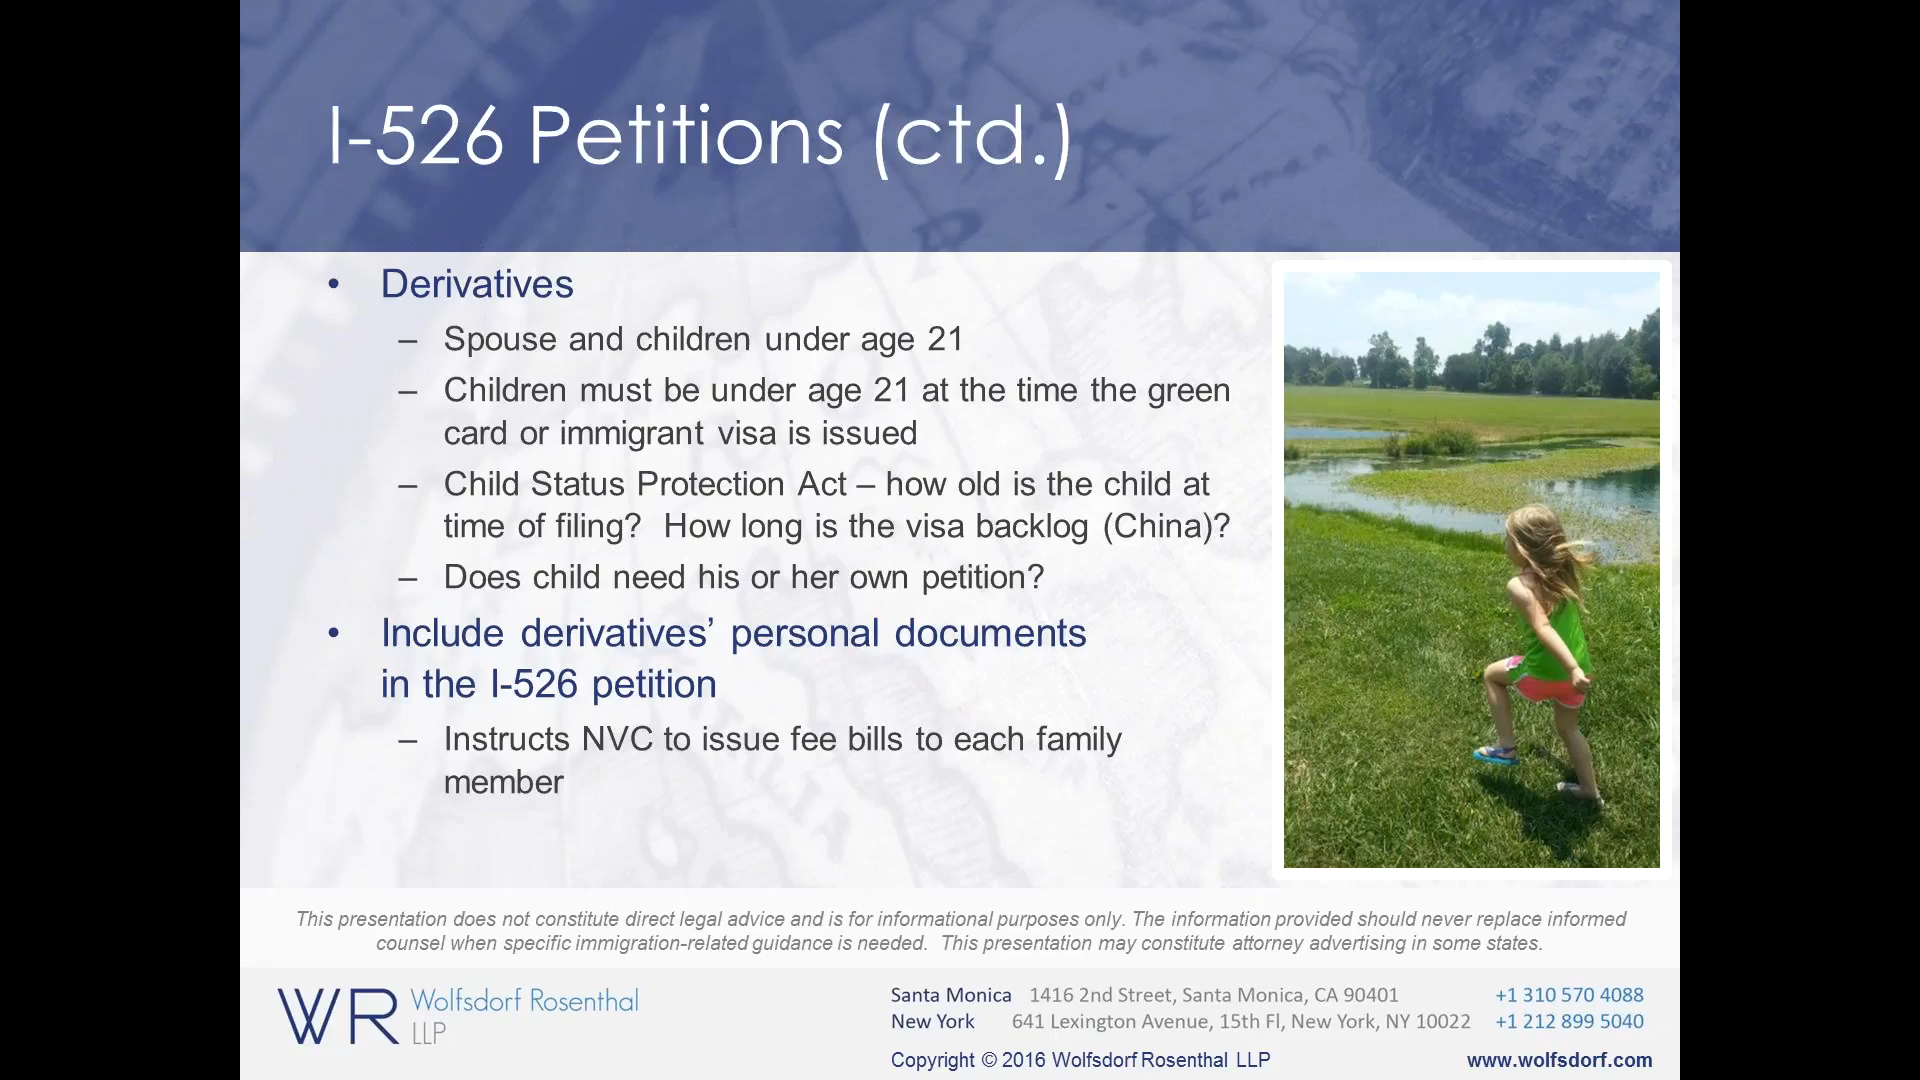 I-526 Petitions (ctd.)
• Derivatives
– Spouse and children under age 21
– Children must be under age 21 at the time the green
card or immigrant visa is issued
– Child Status Protection Act – how old is the child at
time of filing?  How long is the visa backlog (China)?
– Does child need his or her own petition?
• Include derivatives’ personal documents
in the I-526 petition
– Instructs NVC to issue fee bills to each family
member
This presentation does not constitute direct legal advice and is for informational purposes only. The information provided should never replace informed
counsel when specific immigration-related guidance is needed.  This presentation may constitute attorney advertising in some states.
WR Wolfsdorf Rosenthal
LLP
Santa Monica 1416 2nd Street, Santa Monica, CA 90401 +1 310 570 4088
New York 641 Lexington Avenue, 15th Fl, New York, NY 10022 +1 212 899 5040
Copyright © 2016 Wolfsdorf Rosenthal LLP www.wolfsdorf.com